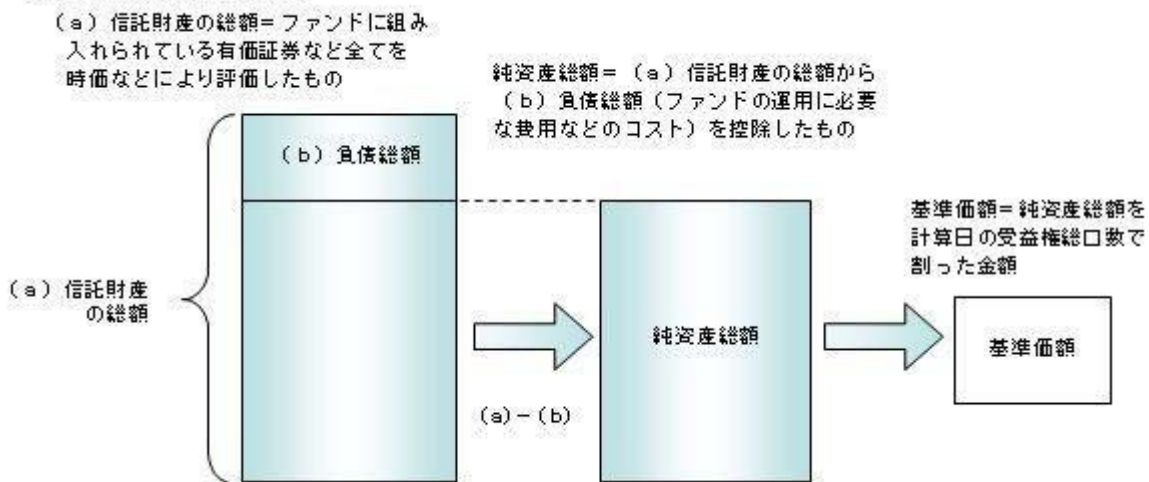 (a)信託財産の総額=ファンドに組み
入れられている有価証券など全てを
時価などにより評価したもの
純資産総額=(a)信託財産の総額から
(b)負債総額(ファンドの運用に必要
な費用などのコスト)を控除したもの
(b)負債総額
基準価額=純資産総額を
計算日の受益権総口数で
割った金額
(a)信託財産
の総額
純資産総額
基準価額
(a)-(b)